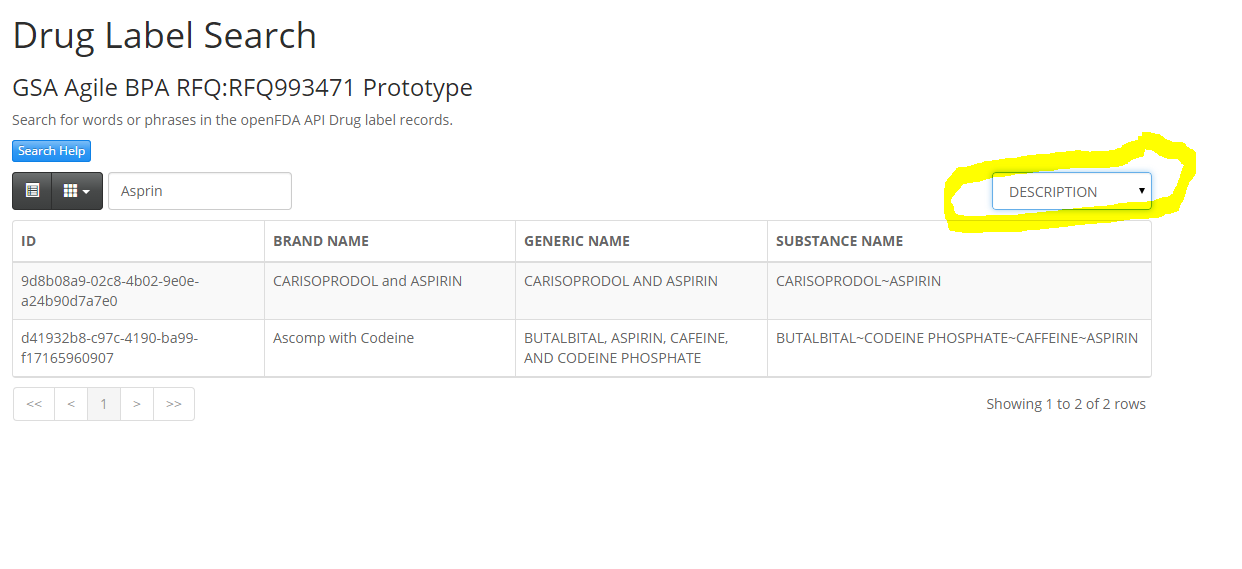 Drug Label Search
GSA Agile BPA RFQ:RFQ993471 Prototype
Search for words or phrases in the openFDA API Drug label records.
Search Help
Asprin
DESCRIPTION
ID BRAND NAME GENERIC NAME SUBSTANCE NAME
9d8b08a9-02c8-4b02-9e0e- CARISOPRODOL and ASPIRIN CARISOPRODOL AND ASPIRIN CARISOPRODOL~ASPIRIN
a24b90d7a7e0
d41932b8-c97c-4190-ba99- Ascomp with Codeine BUTALBITAL, ASPIRIN, CAFEINE, BUTALBITAL~CODEINE PHOSPHATE~CAFFEINE~ASPIRIN
f17165960907 AND CODEINE PHOSPHATE
<< < 1 > >> Showing 1 to 2 of 2 rows